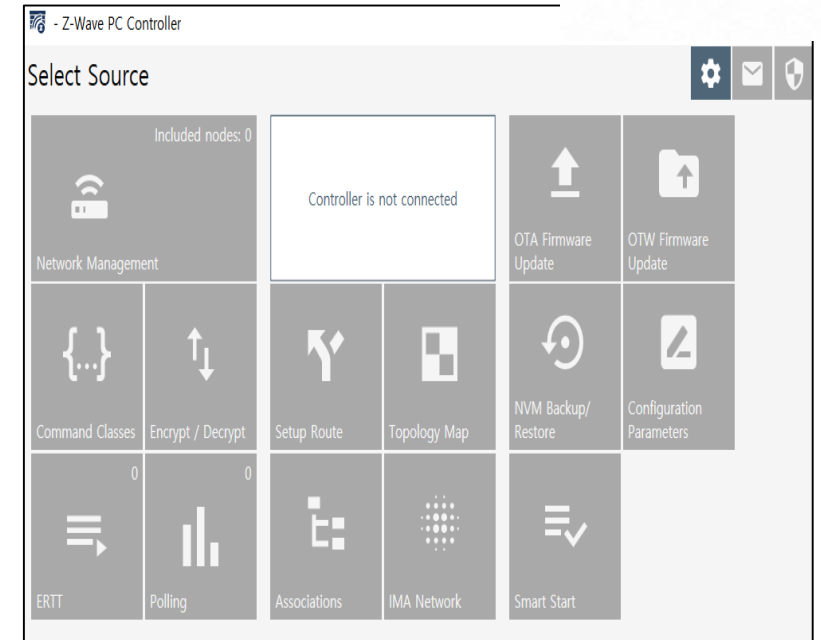 - Z-Wave PC Controller
Select Source
Included nodes: 0
Network Management
Controller is not connected
OTA Firmware
Update
OTW Firmware
Update
{...}
Command Classes
Encrypt / Decrypt
Setup Route
Topology Map
NVM Backup/
Restore
Configuration
Parameters
0
ERTT
0
Polling
Associations
IMA Network
Smart Start